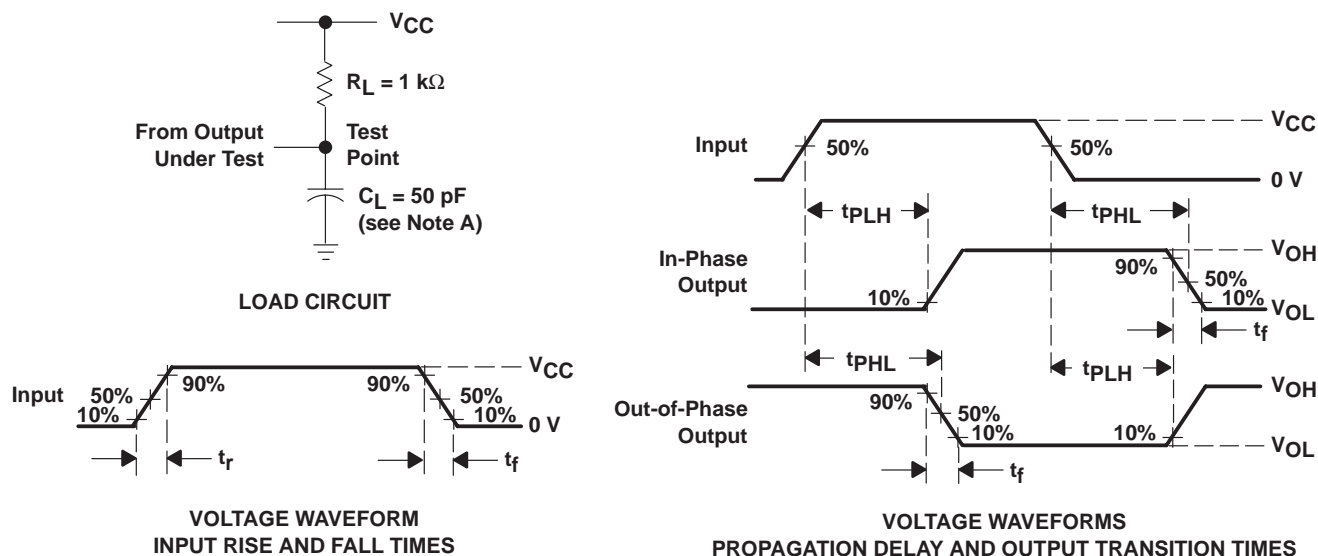 VCC
RL = 1 kΩ
From Output
Under Test
Test
Point
CL = 50 pF
(see Note A)
LOAD CIRCUIT
Input
50%
10%
90%
90%
50%
10%
VCC
0 V
tr
tf
VOLTAGE WAVEFORM
INPUT RISE AND FALL TIMES
Input
50%
50%
VCC
0 V
tPLH
tPHL
In-Phase
Output
10%
90%
50%
10%
VOH
VOL
tf
tPHL
tPLH
Out-of-Phase
Output
90%
50%
10%
10%
VOH
VOL
tf
VOLTAGE WAVEFORMS
PROPAGATION DELAY AND OUTPUT TRANSITION TIMES